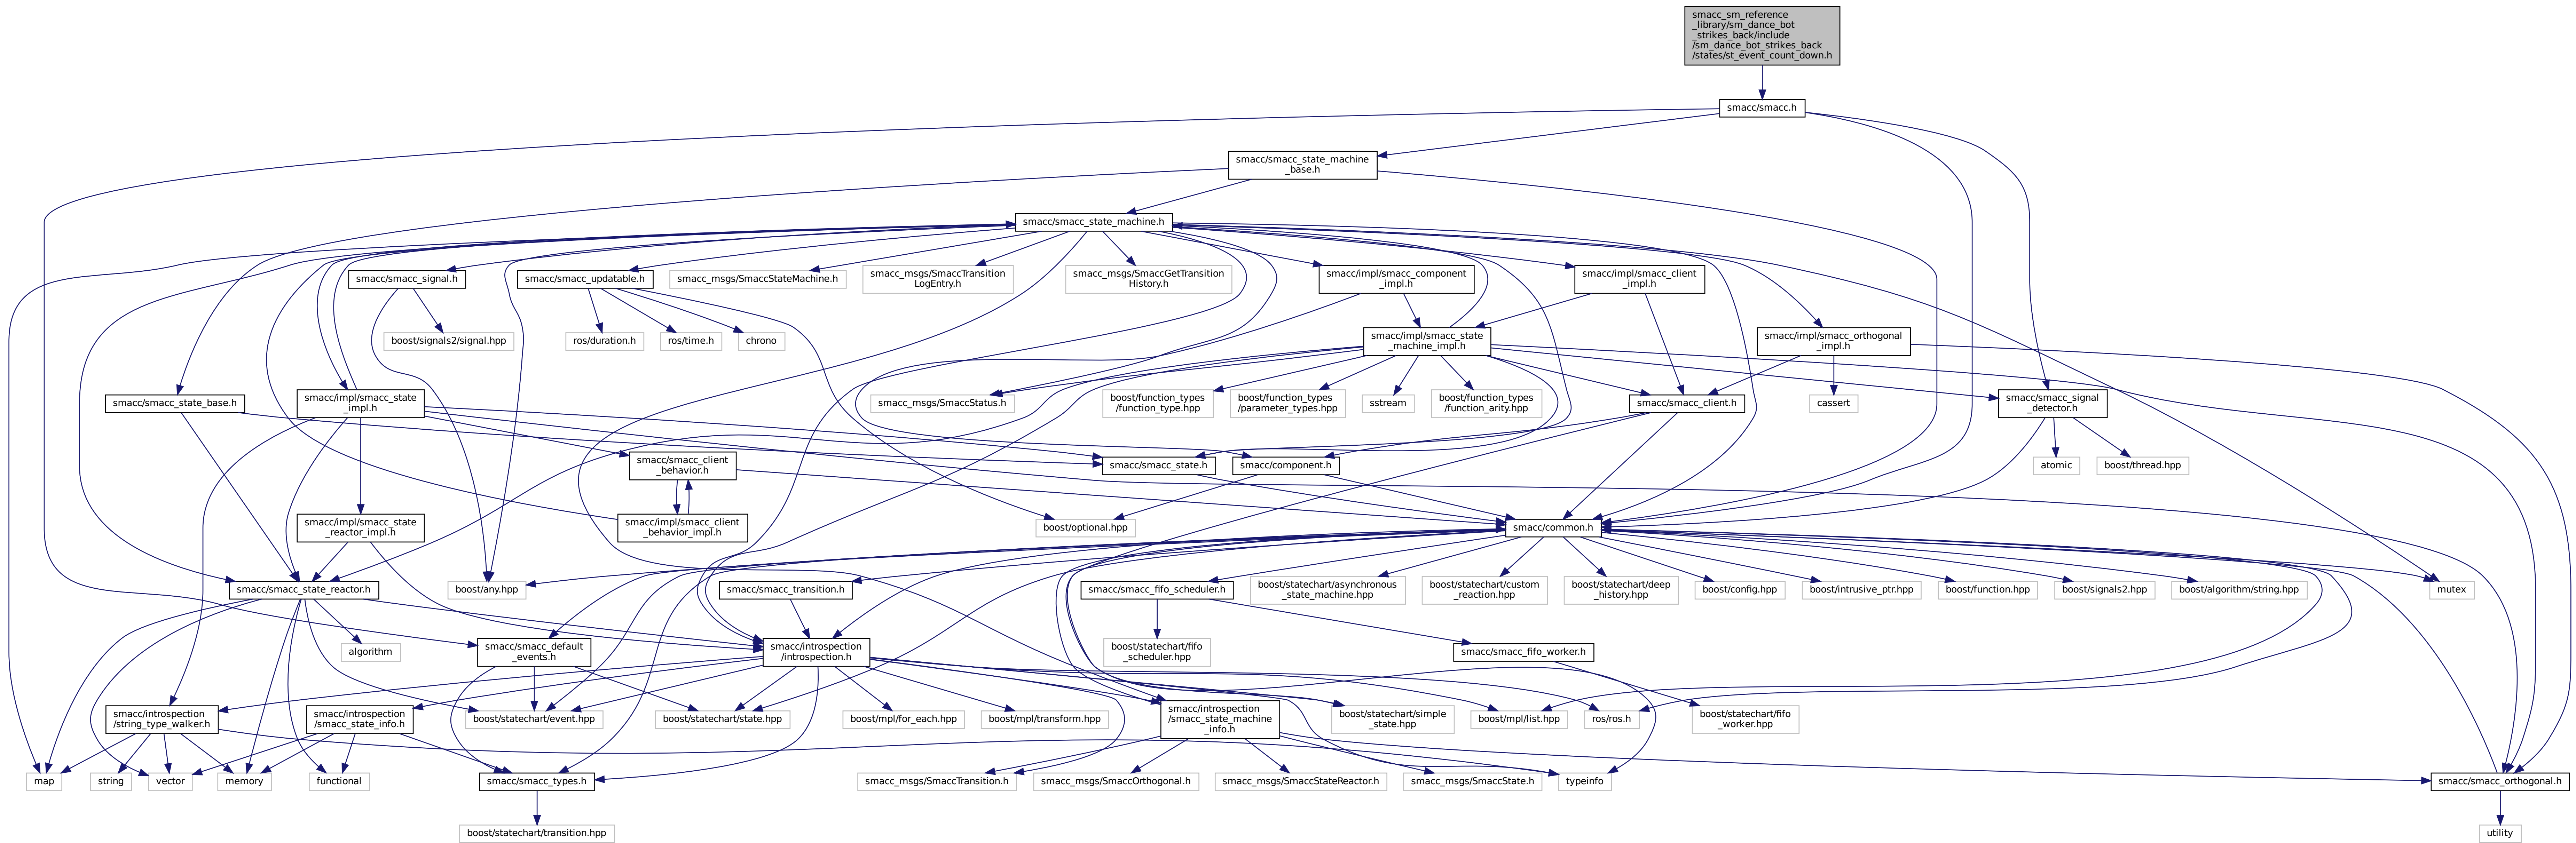 smacc_sm_reference
_library/sm_dance_bot
_strikes_back/include
/sm_dance_bot_strikes_back
/states/st_event_count_down.h
smacc/smacc.h
smacc/smacc_state_machine
_base.h
smacc/smacc_state_machine.h
smacc/smacc_signal.h
smacc/smacc_updatable.h
smacc_msgs/SmaccStateMachine.h
smacc_msgs/SmaccTransition
LogEntry.h
smacc_msgs/SmaccGetTransition
History.h
smacc/impl/smacc_component
_impl.h
smacc/impl/smacc_client
_impl.h
boost/signals2/signal.hpp
ros/duration.h
ros/time.h
chrono
smacc/impl/smacc_state
_machine_impl.h
smacc/impl/smacc_orthogonal
_impl.h
smacc/smacc_state_base.h
smacc/impl/smacc_state
_impl.h
smacc_msgs/SmaccStatus.h
boost/function_types
/function_type.hpp
boost/function_types
/parameter_types.hpp
sstream
boost/function_types
/function_arity.hpp
smacc/smacc_client.h
cassert
smacc/smacc_signal
_detector.h
smacc/smacc_client
_behavior.h
smacc/smacc_state.h
smacc/component.h
atomic
boost/thread.hpp
smacc/impl/smacc_state
_reactor_impl.h
smacc/impl/smacc_client
_behavior_impl.h
boost/optional.hpp
smacc/common.h
smacc/smacc_state_reactor.h
boost/any.hpp
smacc/smacc_transition.h
smacc/smacc_fifo_scheduler.h
boost/statechart/asynchronous
_state_machine.hpp
boost/statechart/custom
_reaction.hpp
boost/statechart/deep
_history.hpp
boost/config.hpp
boost/intrusive_ptr.hpp
boost/function.hpp
boost/signals2.hpp
boost/algorithm/string.hpp
mutex
algorithm
smacc/smacc_default
_events.h
smacc/introspection
/introspection.h
boost/statechart/fifo
_scheduler.hpp
smacc/smacc_fifo_worker.h
smacc/introspection
/string_type_walker.h
smacc/introspection
/smacc_state_info.h
boost/statechart/event.hpp
boost/statechart/state.hpp
boost/mpl/for_each.hpp
boost/mpl/transform.hpp
smacc/introspection
/smacc_state_machine
_info.h
boost/statechart/simple
_state.hpp
boost/mpl/list.hpp
ros/ros.h
boost/statechart/fifo
_worker.hpp
map
string
vector
memory
functional
smacc/smacc_types.h
smacc_msgs/SmaccTransition.h
smacc_msgs/SmaccOrthogonal.h
smacc_msgs/SmaccStateReactor.h
smacc_msgs/SmaccState.h
typeinfo
smacc/smacc_orthogonal.h
boost/statechart/transition.hpp
utility